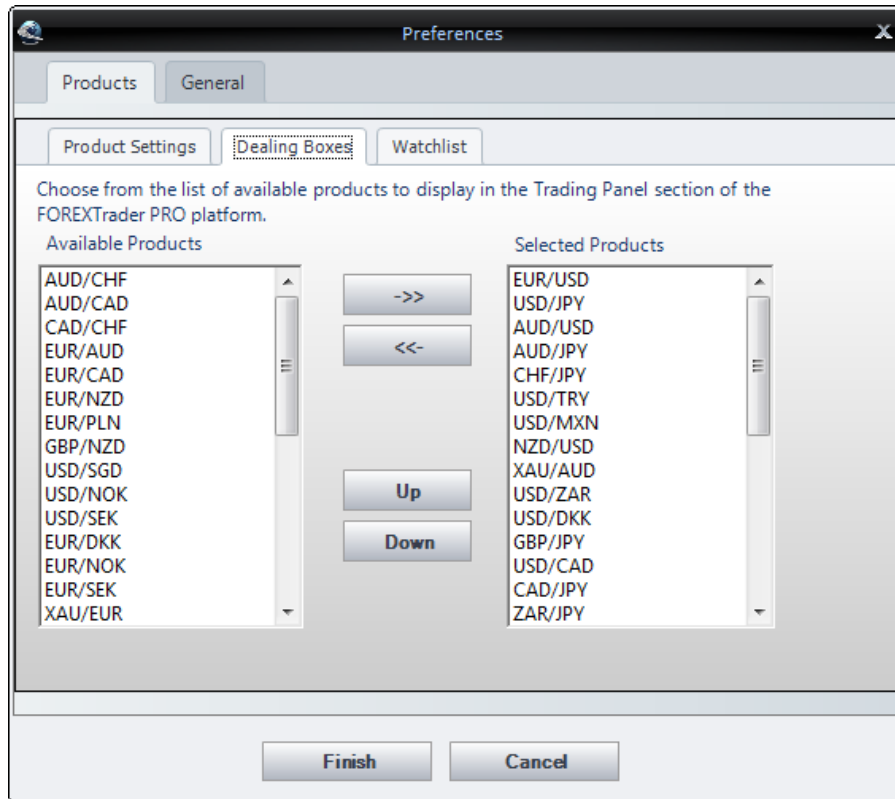 Preferences
X
Products
General
Product Settings
Dealing Boxes
Watchlist
Choose from the list of available products to display in the Trading Panel section of the
FOREXTrader PRO platform.
Available Products
AUD/CHF
AUD/CAD
CAD/CHF
EUR/AUD
EUR/CAD
EUR/NZD
EUR/PLN
GBP/NZD
USD/SGD
USD/NOK
USD/SEK
EUR/DKK
EUR/NOK
EUR/SEK
XAU/EUR
->>
<<-
Up
Down
Selected Products
EUR/USD
USD/JPY
AUD/USD
AUD/JPY
CHF/JPY
USD/TRY
USD/MXN
NZD/USD
XAU/AUD
USD/ZAR
USD/DKK
GBP/JPY
USD/CAD
CAD/JPY
ZAR/JPY
Finish
Cancel